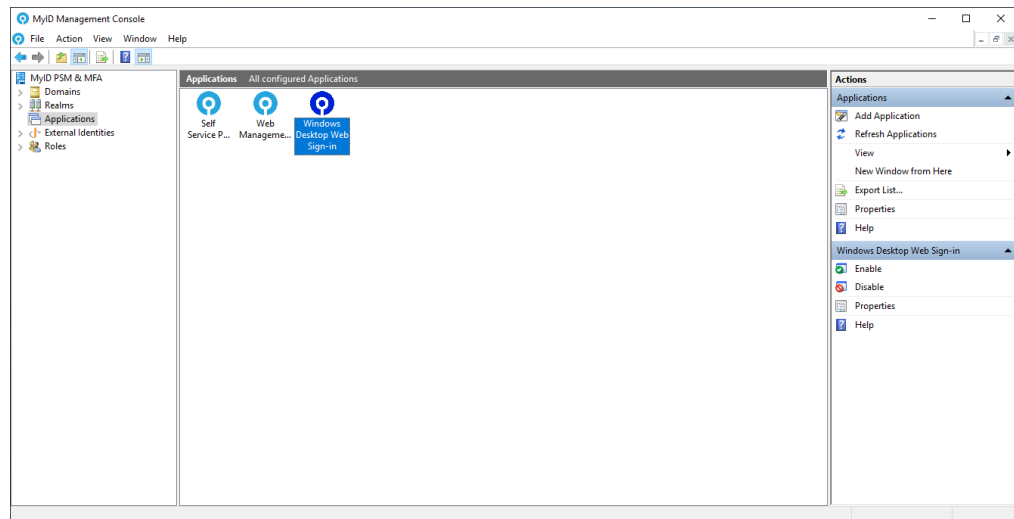 MyID Management Console
File Action View Window Help
MyID PSM & MFA
Domains
Realms
Applications
External Identities
Roles
Applications All configured Applications
Self
Service P...
Web
Manageme...
Windows
Desktop Web
Sign-in
Actions
Applications
Add Application
Refresh Applications
View
New Window from Here
Export List...
Properties
Help
Windows Desktop Web Sign-in
Enable
Disable
Properties
Help